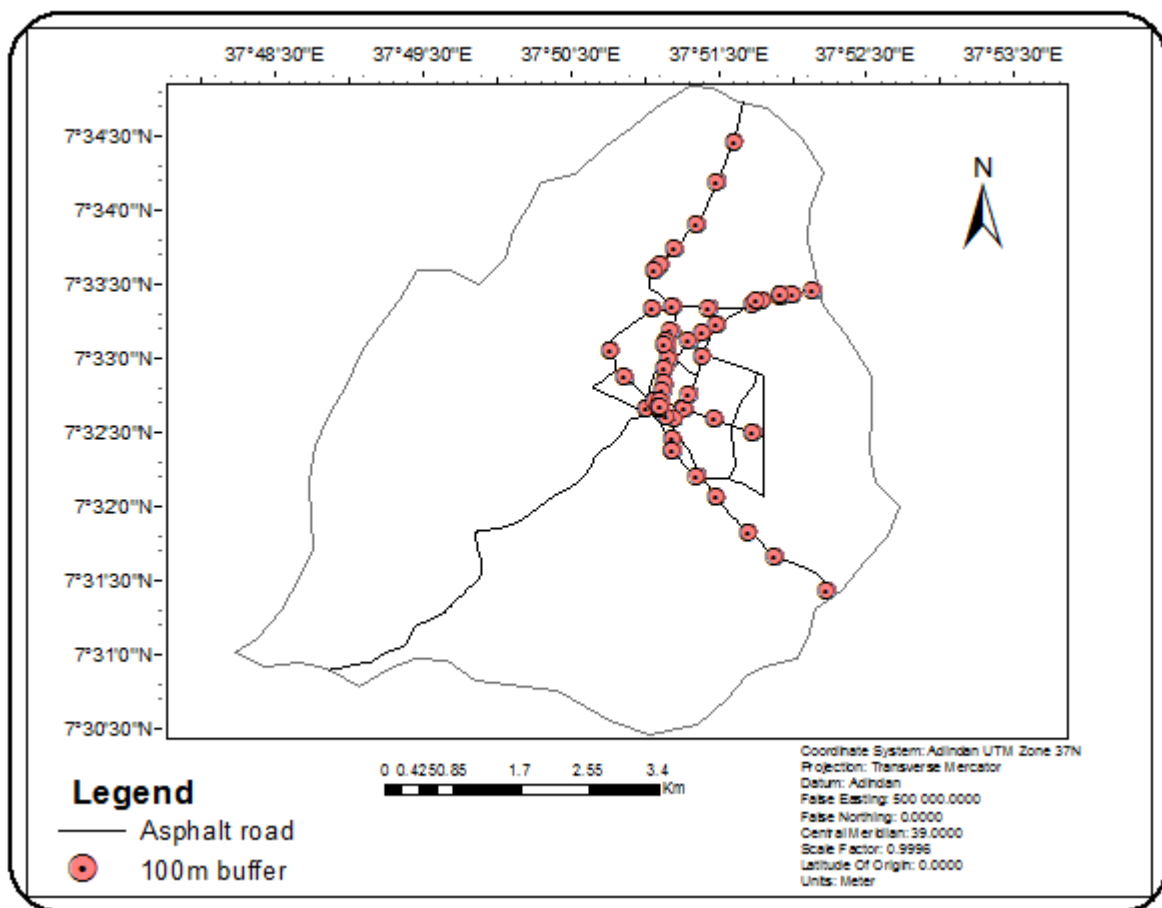 37°48'30"E 37°49'30"E 37°50'30"E 37°51'30"E 37°52'30"E 37°53'30"E
7°34'30"N
7°34'0"N
7°33'30"N
7°33'0"N
7°32'30"N
7°32'0"N
7°31'30"N
7°31'0"N
7°30'30"N
N
0 0.4250.85 1.7 2.55 3.4
Km
Legend
Asphalt road
100m buffer
Coordinate System: Adindan UTM Zone 37N
Projection: Transverse Mercator
Datum: Adindan
False Easting: 500 000.0000
False Northing: 0.0000
Central Meridian: 39.0000
Scale Factor: 0.9996
Latitude Of Origin: 0.0000
Units: Meter